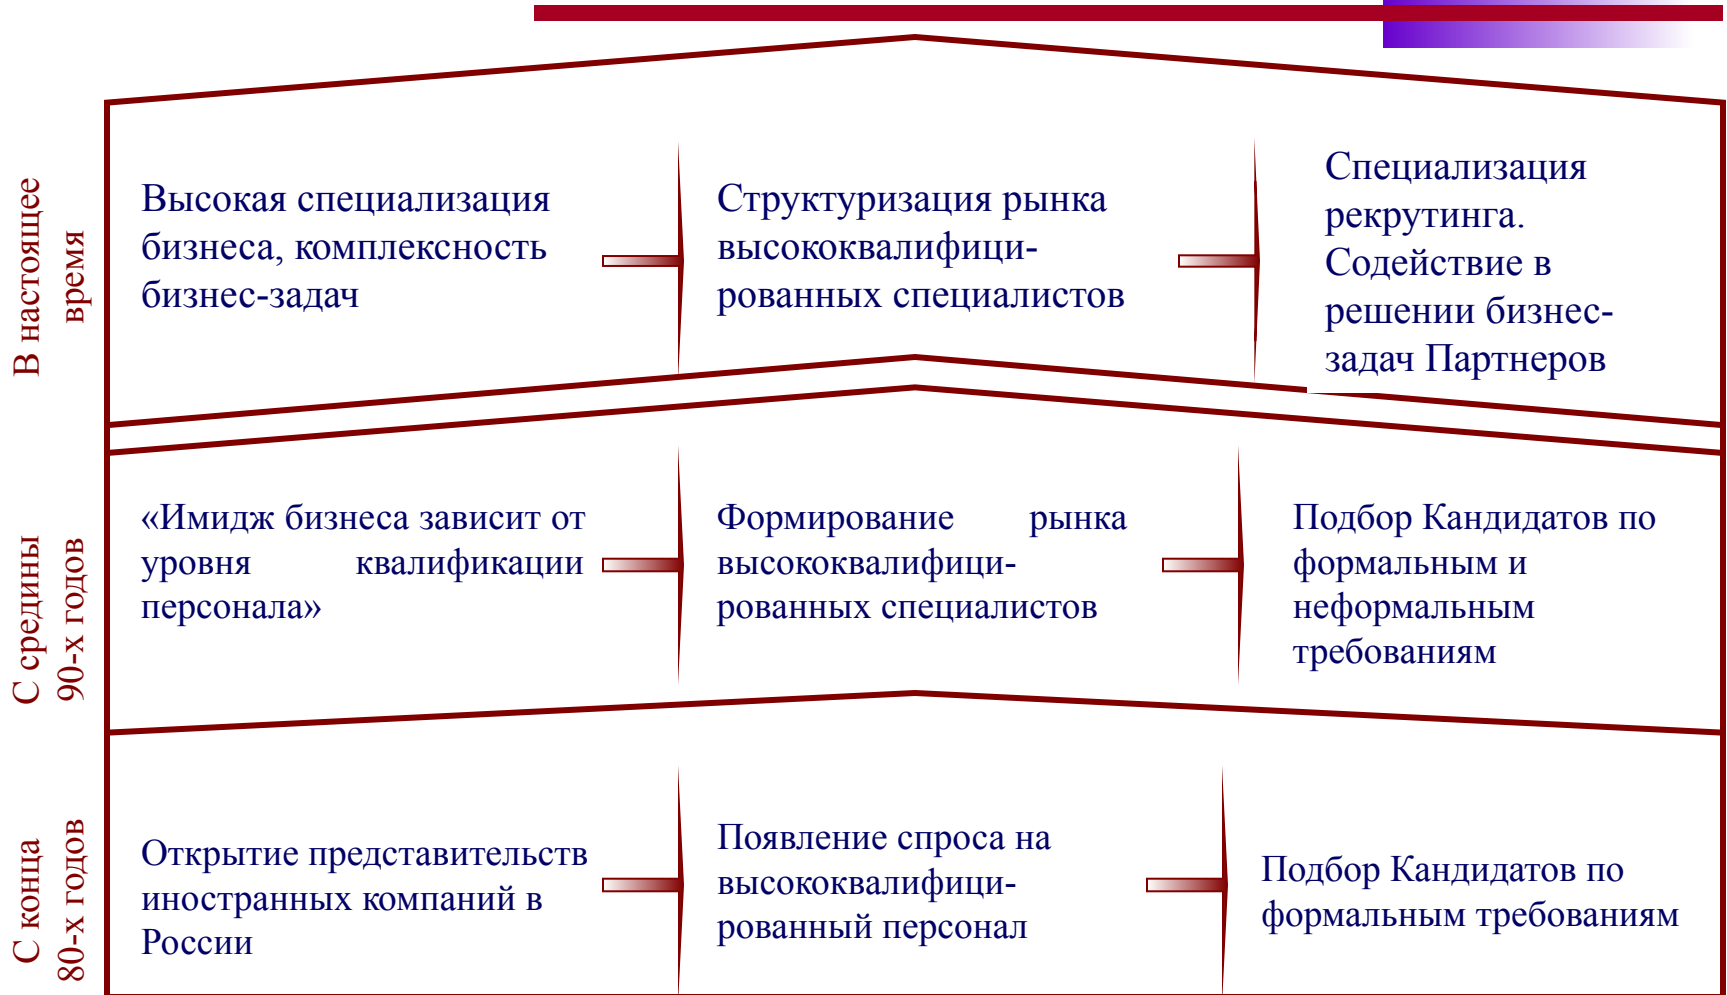 В настоящее
время
Высокая специализация
бизнеса, комплексность
бизнес-задач
Структуризация рынка
высококвалифици-
рованных специалистов
Специализация
рекрутинга.
Содействие в
решении бизнес-
задач Партнеров
С средины
90-х годов
«Имидж бизнеса зависит от
уровня квалификации
персонала»
Формирование рынка
высококвалифици-
рованных специалистов
Подбор Кандидатов по
формальным и
неформальным
требованиям
С конца
80-х годов
Открытие представительств
иностранных компаний в
России
Появление спроса на
высококвалифици-
рованный персонал
Подбор Кандидатов по
формальным требованиям